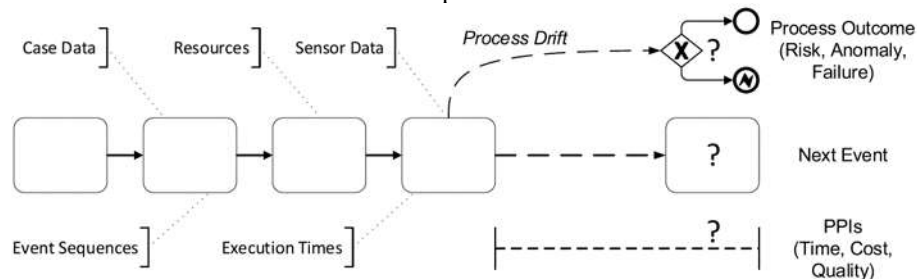 Case Data
Resources
Sensor Data
Process Drift
X
?
Process Outcome
(Risk, Anomaly,
Failure)
?
Next Event
Event Sequences
Execution Times
?
PPIs
(Time, Cost,
Quality)